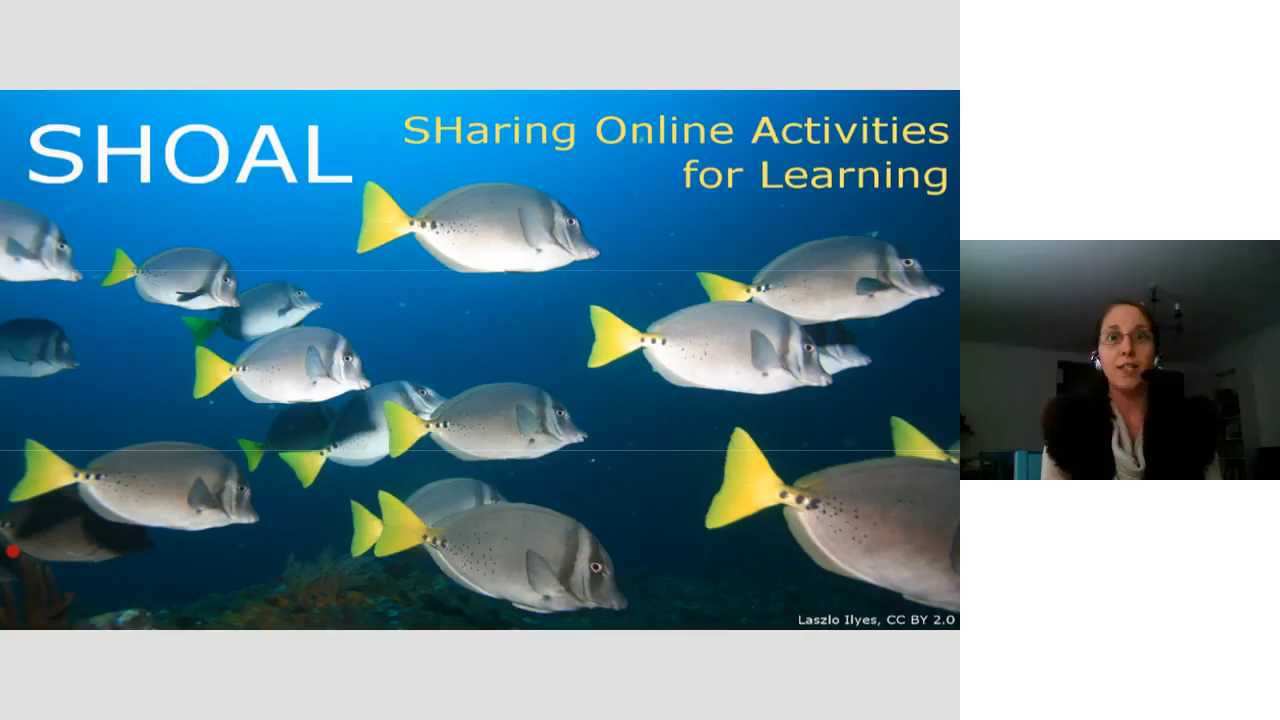 SHOAL
SHaring Online Activities
for Learning
Laszlo Ilyes, CC BY 2.0